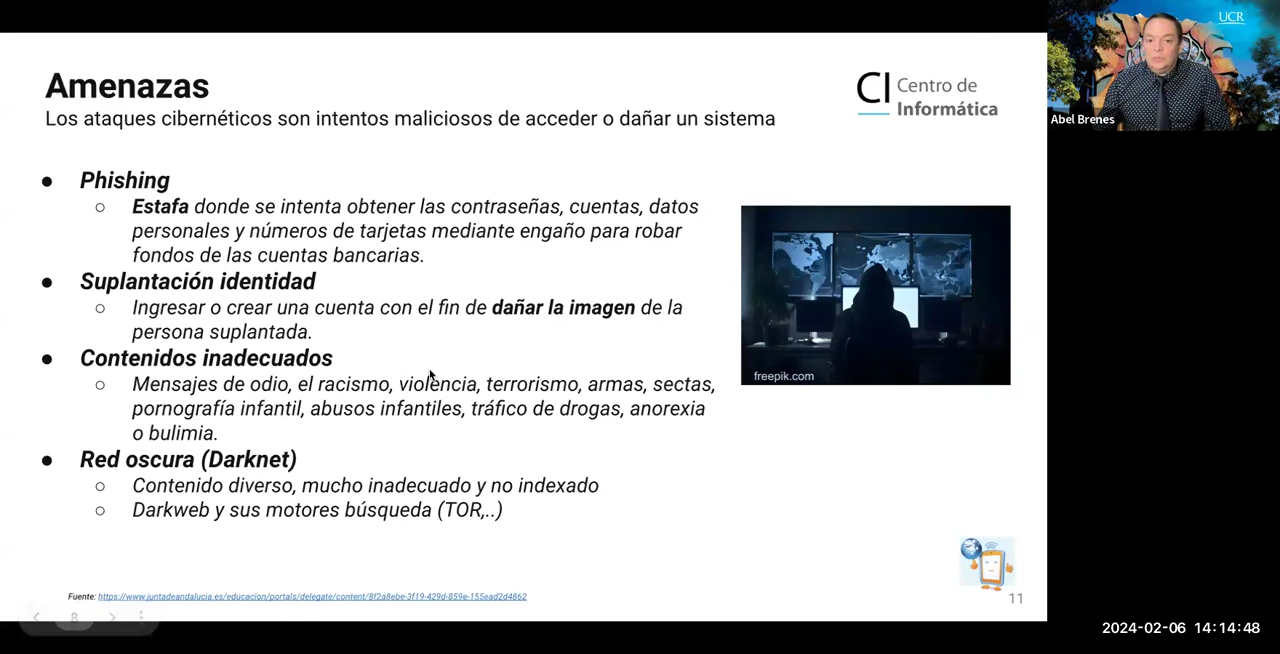 Amenazas
Los ataques cibernéticos son intentos maliciosos de acceder o dañar un sistema
CI Centro de
Informática
● Phishing
○ Estafa donde se intenta obtener las contraseñas, cuentas, datos
personales y números de tarjetas mediante engaño para robar
fondos de las cuentas bancarias.
● Suplantación identidad
○ Ingresar o crear una cuenta con el fin de dañar la imagen de la
persona suplantada.
● Contenidos inadecuados
○ Mensajes de odio, el racismo, violencia, terrorismo, armas, sectas,
pornografía infantil, abusos infantiles, tráfico de drogas, anorexia
o bulimia.
● Red oscura (Darknet)
○ Contenido diverso, mucho inadecuado y no indexado
○ Darkweb y sus motores búsqueda (TOR,..)
freepik.com
Fuente: https://www.juntadeandalucia.es/educacion/portals/delegate/content/8f2a8ebe-3f19-429d-859e-155ead2d4862
8
11
UCR
Abel Brenes
2024-02-06 14:14:48